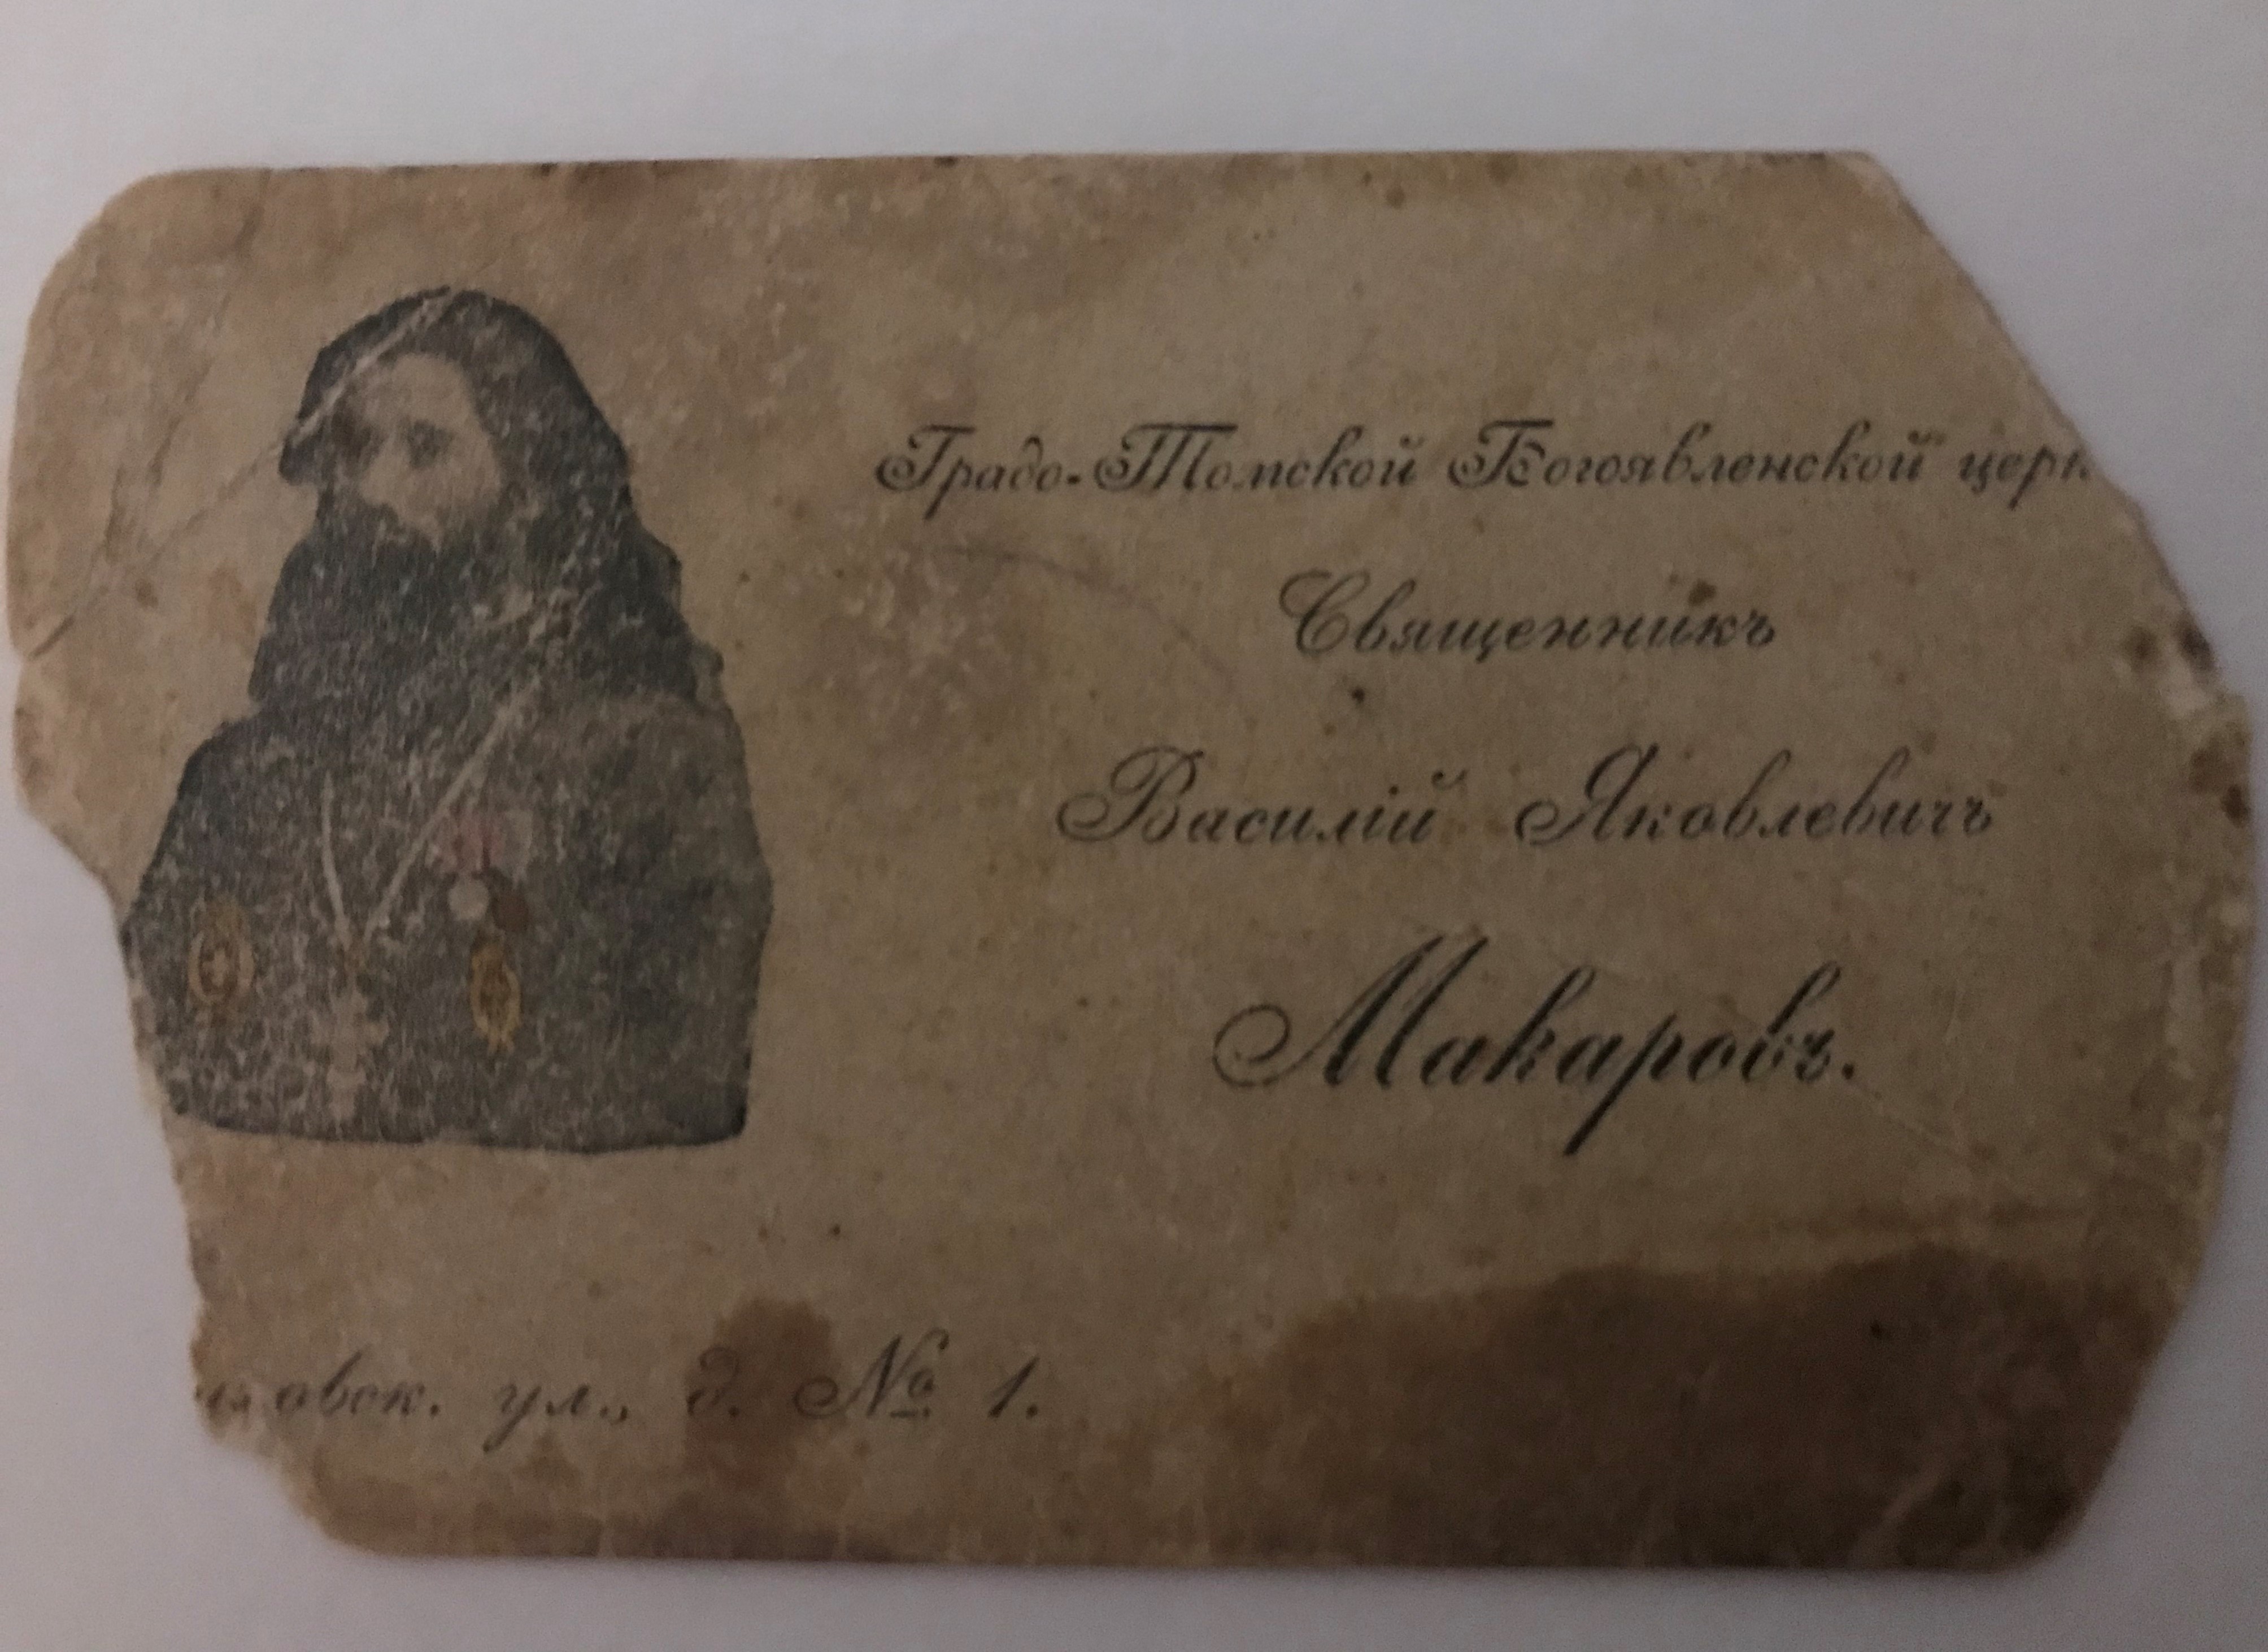 Градо-Томской Богоявленской церк
Священникъ
Василій Яковлевичъ
Макаровъ.
овск. ул., д. № 1.